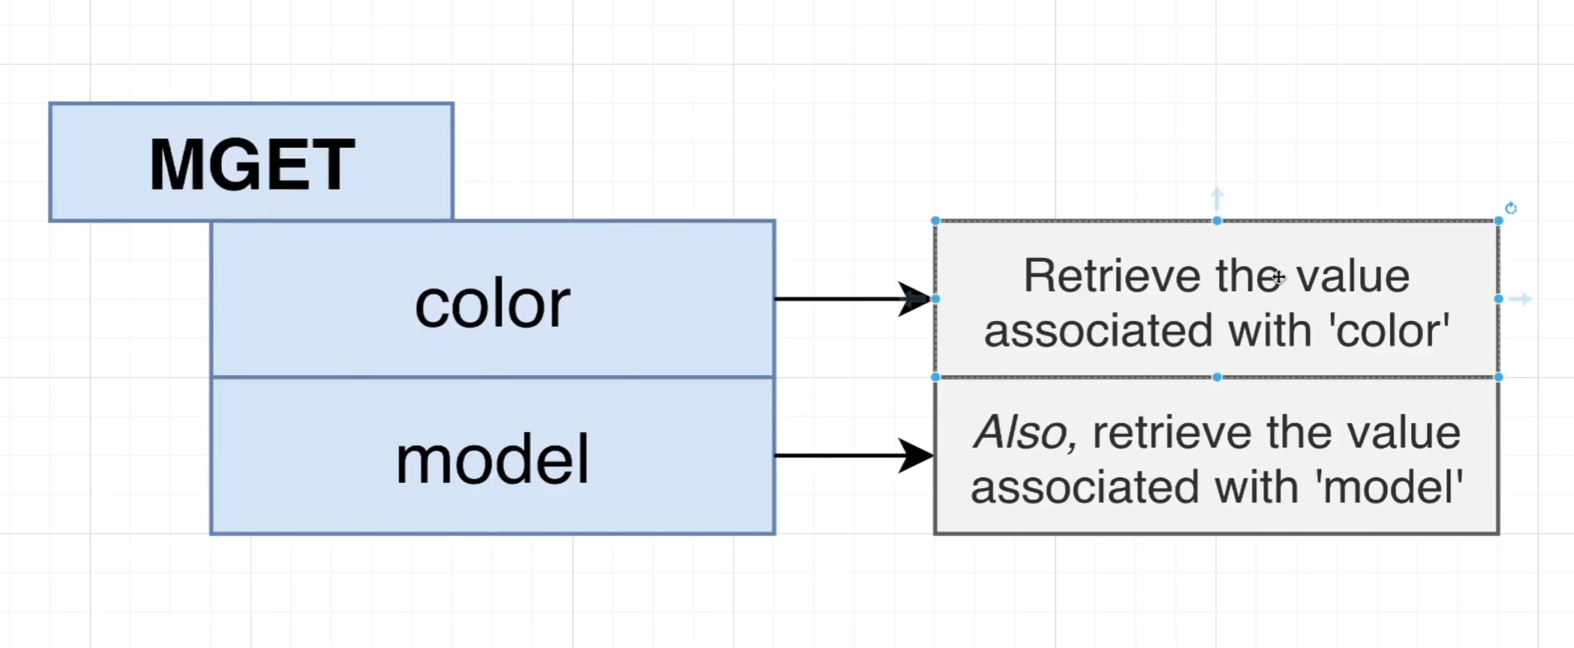 MGET
color
Retrieve the value
associated with 'color'
model
Also, retrieve the value
associated with 'model'